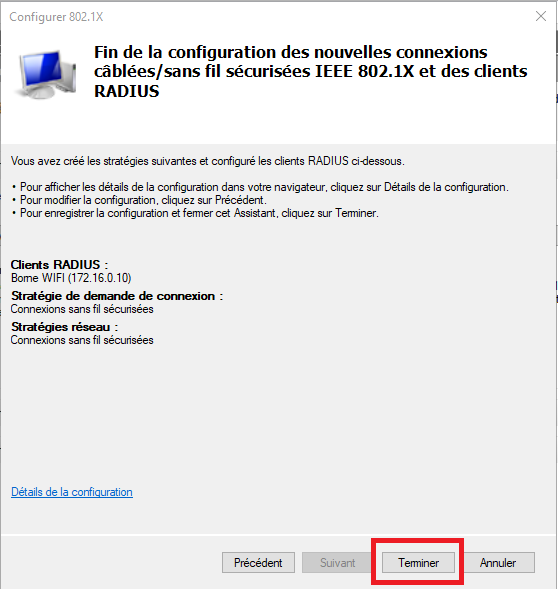 Configurer 802.1X
Fin de la configuration des nouvelles connexions
câblées/sans fil sécurisées IEEE 802.1X et des clients
RADIUS
Vous avez créé les stratégies suivantes et configuré les clients RADIUS ci-dessous.
• Pour afficher les détails de la configuration dans votre navigateur, cliquez sur Détails de la configuration.
• Pour modifier la configuration, cliquez sur Précédent.
• Pour enregistrer la configuration et fermer cet Assistant, cliquez sur Terminer.
Clients RADIUS :
Borne WIFI (172.16.0.10)
Stratégie de demande de connexion :
Connexions sans fil sécurisées
Stratégies réseau :
Connexions sans fil sécurisées
Détails de la configuration
Précédent Suivant Terminer Annuler